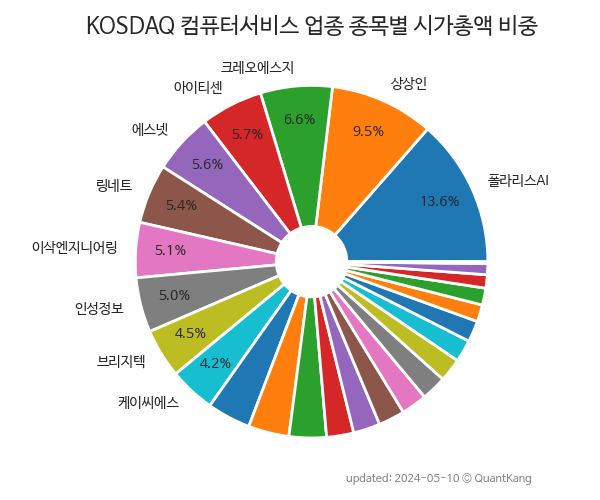 KOSDAQ 컴퓨터서비스 업종 종목별 시가총액 비중
크레오에스지
상상인
아이티센
6.6%
9.5%
에스넷
5.7%
5.6%
링네트
폴라리스AI
5.4%
13.6%
이삭엔지니어링
5.1%
5.0%
인성정보
4.5%
브리지텍
4.2%
케이씨에스
updated: 2024-05-10 © QuantKang